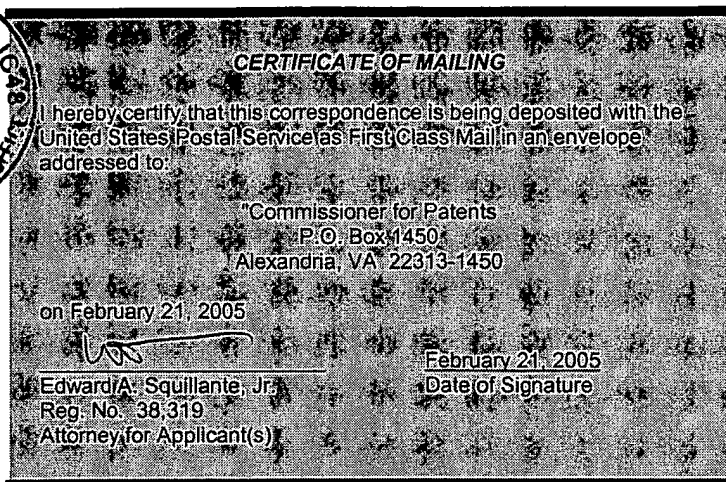 CERTIFICATE OF MAILING
I hereby certify that this correspondence is being deposited with the
United States Postal Service as First Class Mail in an envelope
addressed to:
"Commissioner for Patents
P.O. Box 1450
Alexandria, VA 22313-1450
on February 21, 2005
February 21, 2005
Edward A. Squillante, Jr.
Date of Signature
Reg. No. 38,319
Attorney for Applicant(s)